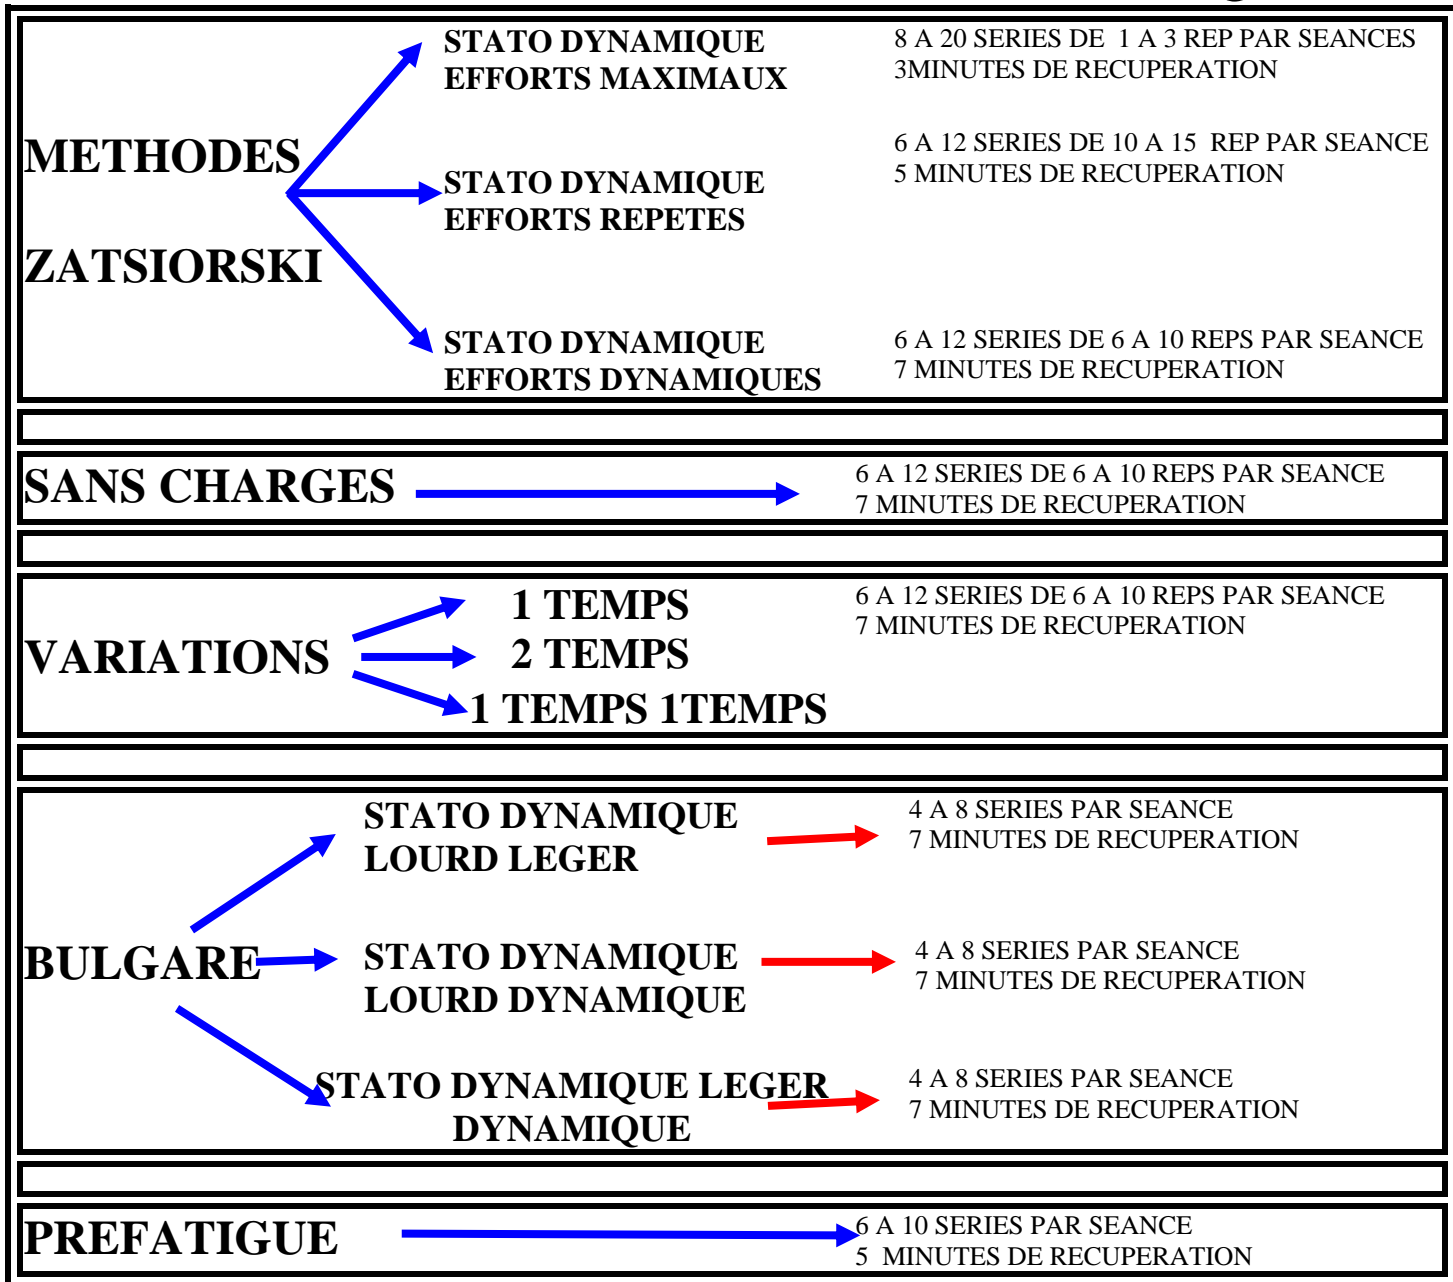 METHODES
ZATSIORSKI
STATO DYNAMIQUE
EFFORTS MAXIMAUX
8 A 20 SERIES DE 1 A 3 REP PAR SEANCES
3MINUTES DE RECUPERATION
STATO DYNAMIQUE
EFFORTS REPETES
6 A 12 SERIES DE 10 A 15 REP PAR SEANCE
5 MINUTES DE RECUPERATION
STATO DYNAMIQUE
EFFORTS DYNAMIQUES
6 A 12 SERIES DE 6 A 10 REPS PAR SEANCE
7 MINUTES DE RECUPERATION
SANS CHARGES
6 A 12 SERIES DE 6 A 10 REPS PAR SEANCE
7 MINUTES DE RECUPERATION
VARIATIONS
1 TEMPS
2 TEMPS
1 TEMPS 1TEMPS
6 A 12 SERIES DE 6 A 10 REPS PAR SEANCE
7 MINUTES DE RECUPERATION
BULGARE
STATO DYNAMIQUE
LOURD LEGER
4 A 8 SERIES PAR SEANCE
7 MINUTES DE RECUPERATION
STATO DYNAMIQUE
LOURD DYNAMIQUE
4 A 8 SERIES PAR SEANCE
7 MINUTES DE RECUPERATION
STATO DYNAMIQUE LEGER
DYNAMIQUE
4 A 8 SERIES PAR SEANCE
7 MINUTES DE RECUPERATION
PREFATIGUE
6 A 10 SERIES PAR SEANCE
5 MINUTES DE RECUPERATION